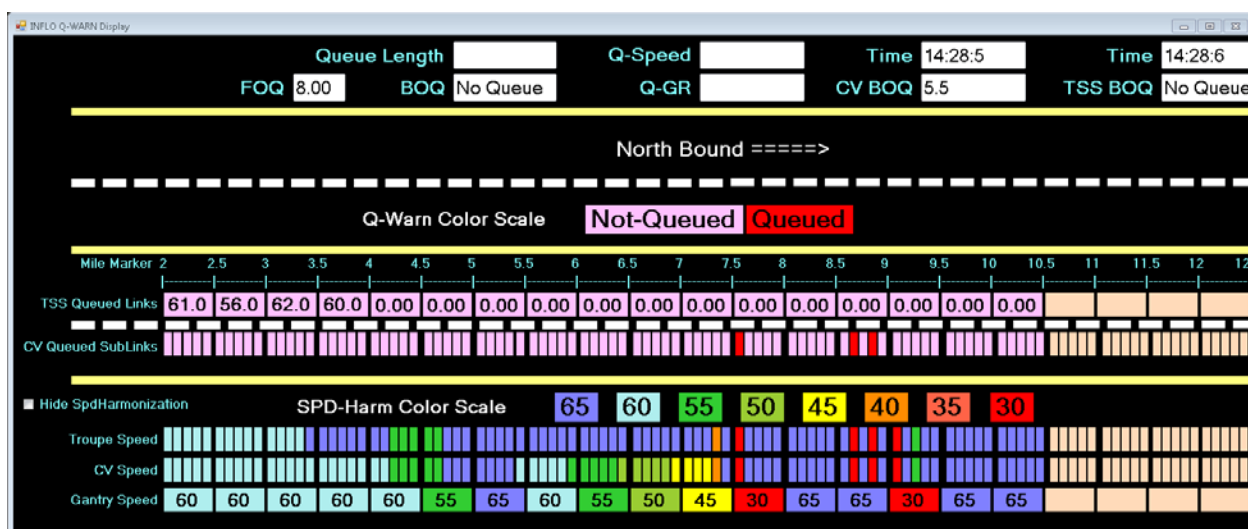 INFLO Q-WARN Display
Queue Length Q-Speed Time 14:28:5 Time 14:28:6
FOQ 8.00 BOQ No Queue Q-GR CV BOQ 5.5 TSS BOQ No Queue
North Bound =====>
Q-Warn Color Scale Not-Queued Queued
Mile Marker 2 2.5 3 3.5 4 4.5 5 5.5 6 6.5 7 7.5 8 8.5 9 9.5 10 10.5 11 11.5 12 12
TSS Queued Links 61.0 56.0 62.0 60.0 0.00 0.00 0.00 0.00 0.00 0.00 0.00 0.00 0.00 0.00 0.00 0.00 0.00
CV Queued SubLinks
Hide SpdHarmonization SPD-Harm Color Scale 65 60 55 50 45 40 35 30
Troupe Speed
CV Speed
Gantry Speed 60 60 60 60 60 55 65 60 55 50 45 30 65 65 30 65 65